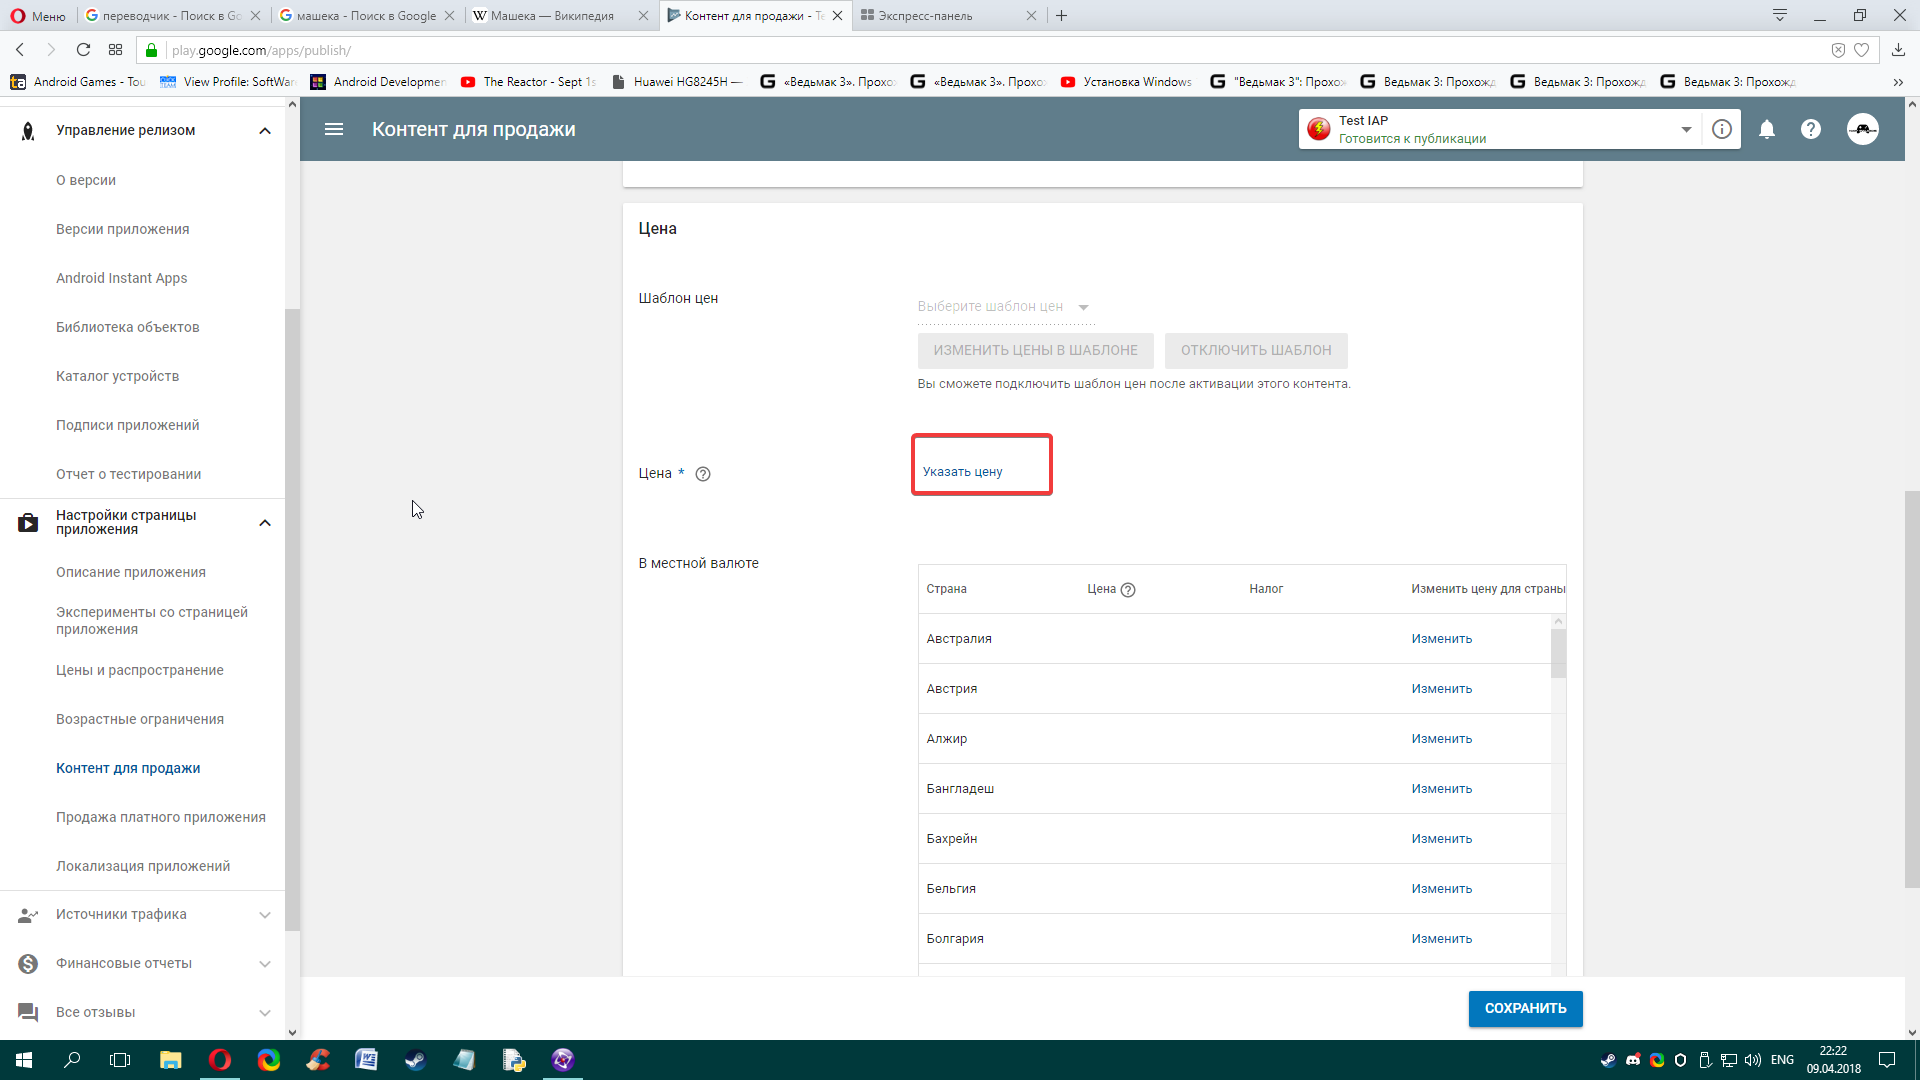 Меню
переводчик - Поиск в Go
машека - Поиск в Google
Машека — Википедия
Контент для продажи - Te
Экспресс-панель
play.google.com/apps/publish/
Android Games - Tou
View Profile: SoftWare
Android Developmen
The Reactor - Sept 1s
Huawei HG8245H —
«Ведьмак 3». Прохо
«Ведьмак 3». Прохо
Установка Windows
"Ведьмак 3": Прохо
Ведьмак 3: Прохожд
Ведьмак 3: Прохожд
Ведьмак 3: Прохожд
Управление релизом
О версии
Версии приложения
Android Instant Apps
Библиотека объектов
Каталог устройств
Подписи приложений
Отчет о тестировании
Настройки страницы
приложения
Описание приложения
Эксперименты со страницей
приложения
Цены и распространение
Возрастные ограничения
Контент для продажи
Продажа платного приложения
Локализация приложений
Источники трафика
Финансовые отчеты
Все отзывы
Контент для продажи
Test IAP
Готовится к публикации
Цена
Шаблон цен
Выберите шаблон цен
ИЗМЕНИТЬ ЦЕНЫ В ШАБЛОНЕ
ОТКЛЮЧИТЬ ШАБЛОН
Вы сможете подключить шаблон цен после активации этого контента.
Цена *
Указать цену
В местной валюте
Страна Цена Налог Изменить цену для страны
Австралия Изменить
Австрия Изменить
Алжир Изменить
Бангладеш Изменить
Бахрейн Изменить
Бельгия Изменить
Болгария Изменить
СОХРАНИТЬ
ENG
22:22
09.04.2018